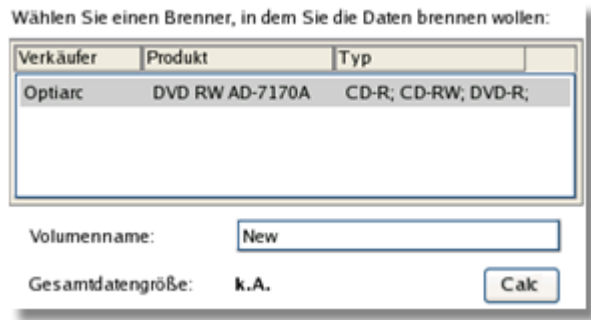 Wählen Sie einen Brenner, in dem Sie die Daten brennen wollen:
Verkäufer Produkt Typ
Optiarc DVD RW AD-7170A CD-R; CD-RW; DVD-R;
Volumenname: New
Gesamtdatengröße: k.A. Calc